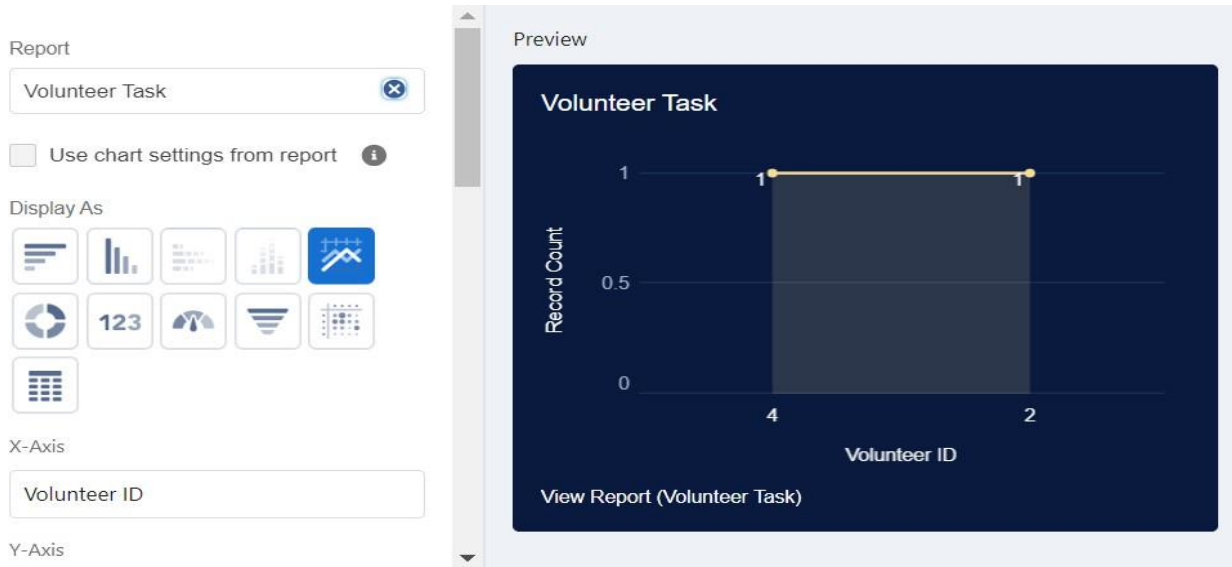 Report
Volunteer Task
Use chart settings from report
Display As
123
X-Axis
Volunteer ID
Y-Axis
Preview
Volunteer Task
1
1
1
0.5
0
Record Count
4
2
Volunteer ID
View Report (Volunteer Task)